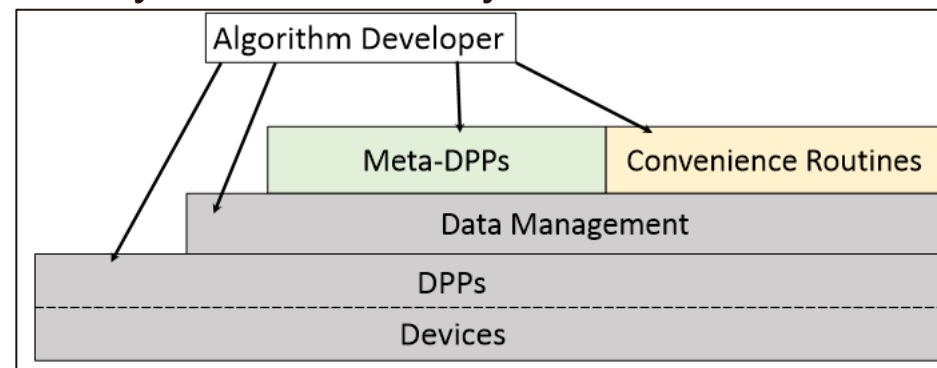 Algorithm Developer
Meta-DPPs
Convenience Routines
Data Management
DPPs
Devices